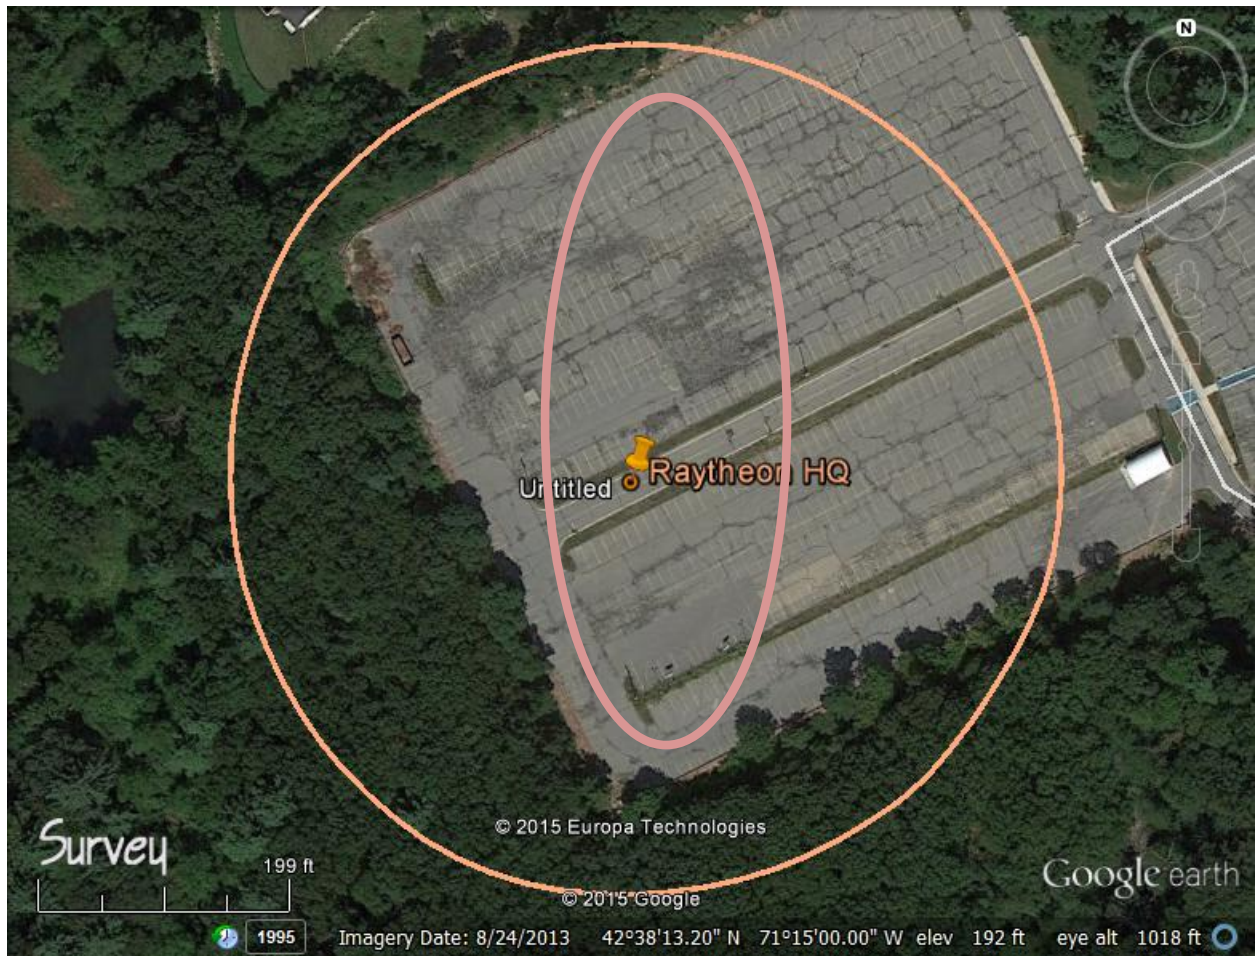 N
Raytheon HQ
Untitled
© 2015 Europa Technologies
Survey
199 ft
Google earth
© 2015 Google
1995
Imagery Date: 8/24/2013 42°38'13.20" N 71°15'00.00" W elev 192 ft eye alt 1018 ft